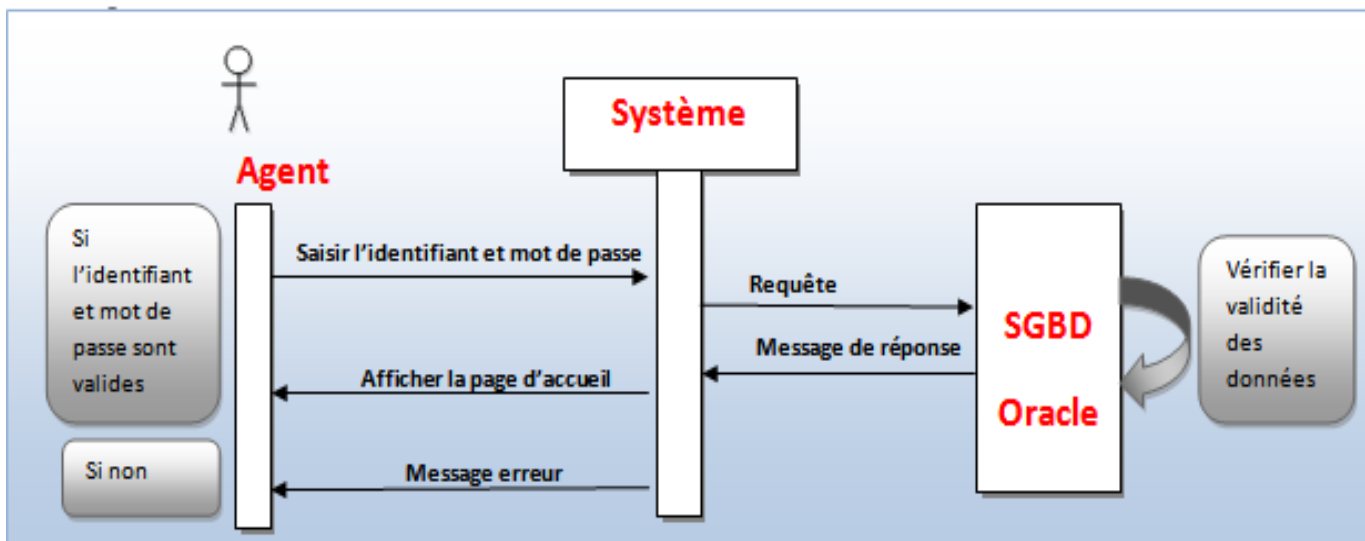 Système
Agent
Si
l'identifiant
et mot de
passe sont
valides
Saisir l'identifiant et mot de passe
Requête
Message de réponse
Afficher la page d'accueil
SGBD
Oracle
Vérifier la
validité
des
données
Si non
Message erreur